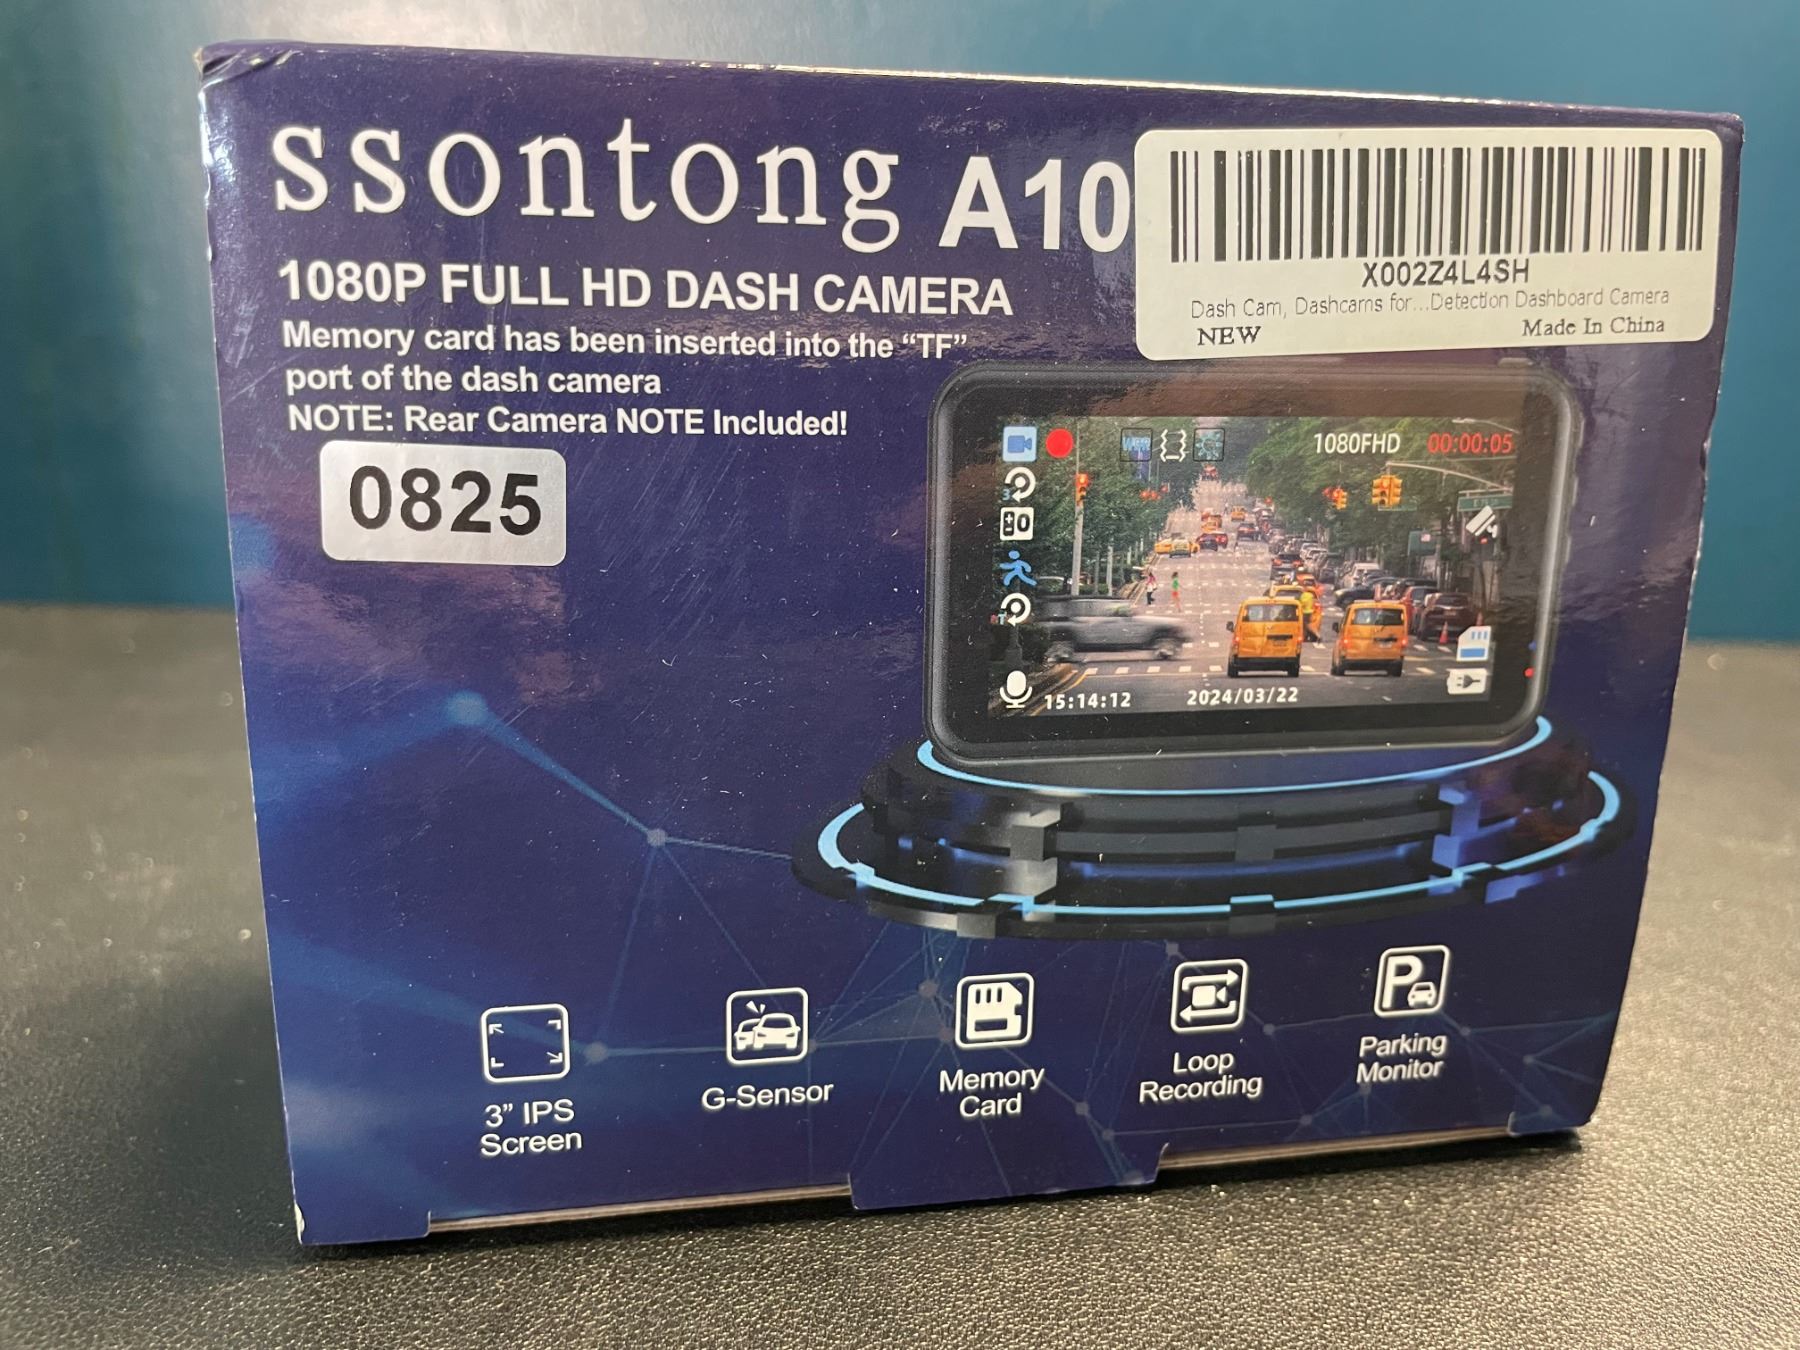 ssontong A10
X002Z4L4SH
Dash Cam, Dashcams for...Detection Dashboard Camera
NEW Made In China
1080P FULL HD DASH CAMERA
Memory card has been inserted into the “TF”
port of the dash camera
NOTE: Rear Camera NOTE Included!
0825
WDR 1080FHD 00:00:05
3
±0
15:14:12 2024/03/22
3” IPS
Screen
G-Sensor
Memory
Card
Loop
Recording
P
Parking
Monitor